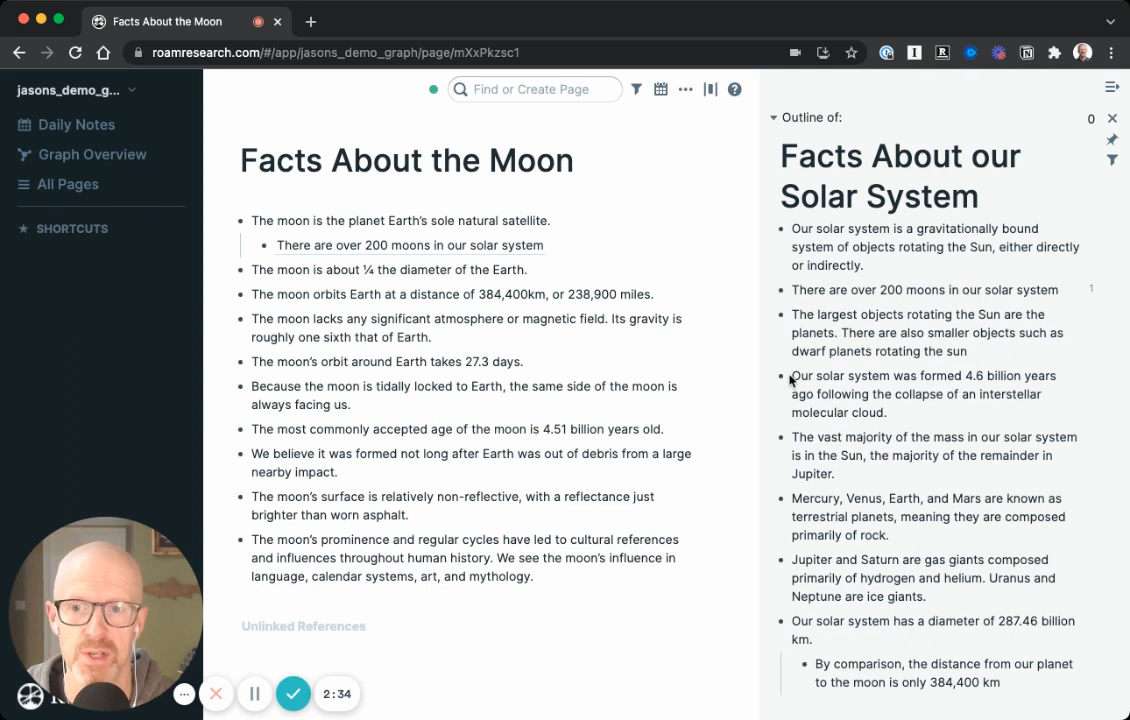 Facts About the Moon
roamresearch.com/#/app/jasons_demo_graph/page/mXxPkzsc1
jasons_demo_g...
Daily Notes
Graph Overview
All Pages
SHORTCUTS
Find or Create Page
Facts About the Moon
The moon is the planet Earth’s sole natural satellite.
There are over 200 moons in our solar system
The moon is about ¼ the diameter of the Earth.
The moon orbits Earth at a distance of 384,400km, or 238,900 miles.
The moon lacks any significant atmosphere or magnetic field. Its gravity is
roughly one sixth that of Earth.
The moon’s orbit around Earth takes 27.3 days.
Because the moon is tidally locked to Earth, the same side of the moon is
always facing us.
The most commonly accepted age of the moon is 4.51 billion years old.
We believe it was formed not long after Earth was out of debris from a large
nearby impact.
The moon’s surface is relatively non-reflective, with a reflectance just
brighter than worn asphalt.
The moon’s prominence and regular cycles have led to cultural references
and influences throughout human history. We see the moon’s influence in
language, calendar systems, art, and mythology.
Unlinked References
Outline of:
0
Facts About our
Solar System
Our solar system is a gravitationally bound
system of objects rotating the Sun, either directly
or indirectly.
There are over 200 moons in our solar system
1
The largest objects rotating the Sun are the
planets. There are also smaller objects such as
dwarf planets rotating the sun
Our solar system was formed 4.6 billion years
ago following the collapse of an interstellar
molecular cloud.
The vast majority of the mass in our solar system
is in the Sun, the majority of the remainder in
Jupiter.
Mercury, Venus, Earth, and Mars are known as
terrestrial planets, meaning they are composed
primarily of rock.
Jupiter and Saturn are gas giants composed
primarily of hydrogen and helium. Uranus and
Neptune are ice giants.
Our solar system has a diameter of 287.46 billion
km.
By comparison, the distance from our planet
to the moon is only 384,400 km
2:34